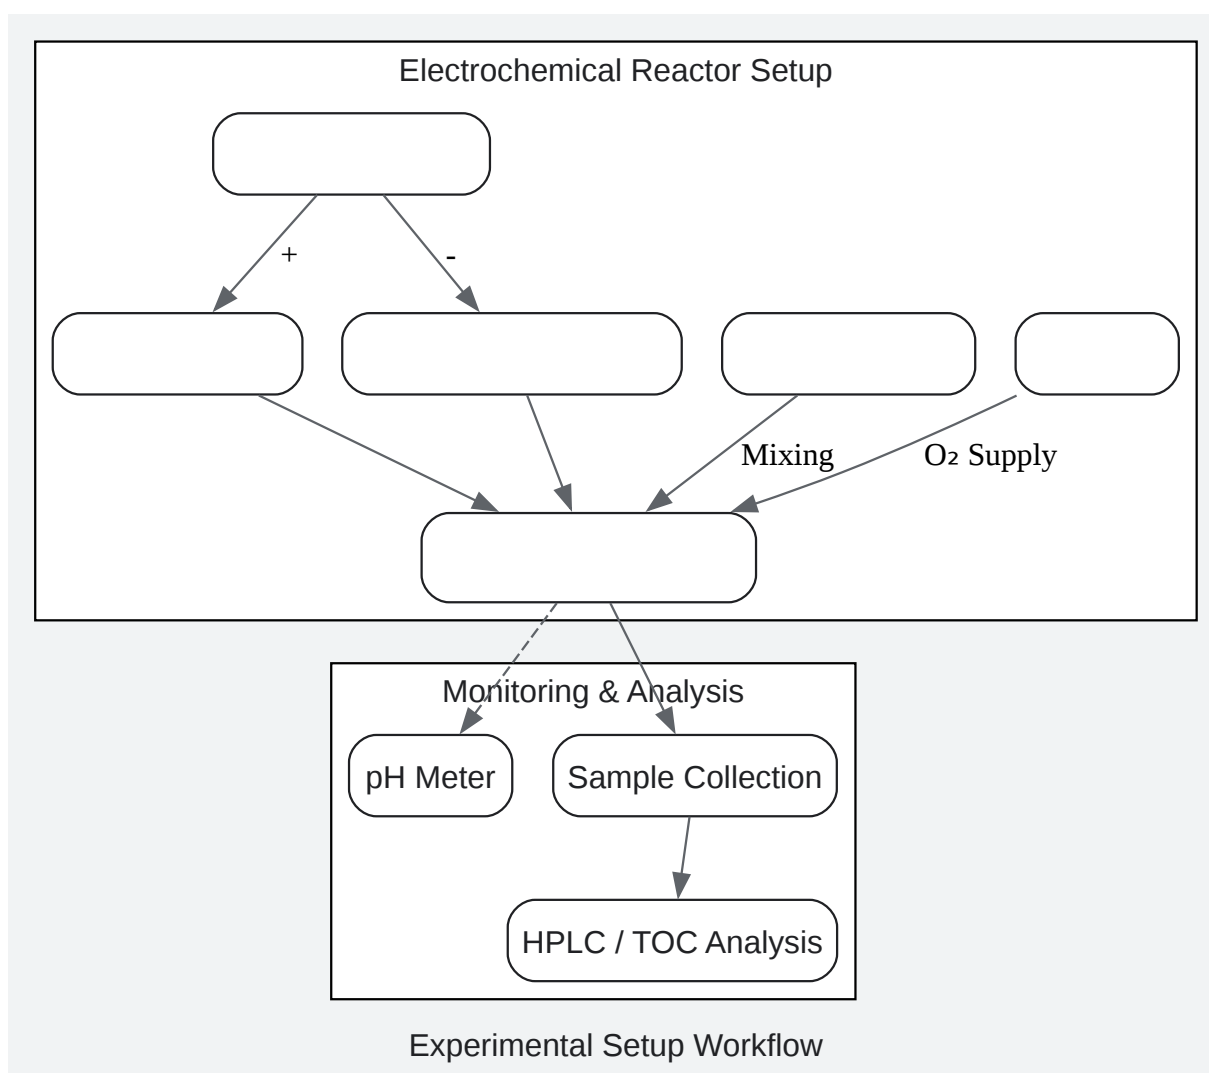 Electrochemical Reactor Setup
+
-
Mixing
O₂ Supply
Monitoring & Analysis
pH Meter
Sample Collection
HPLC / TOC Analysis
Experimental Setup Workflow